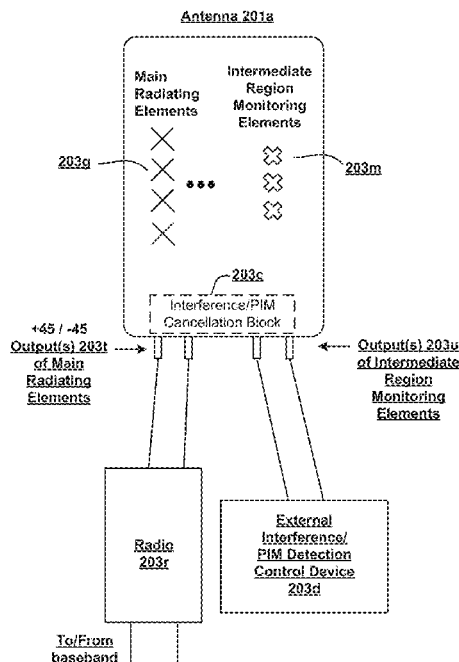 Antenna 201a
Main
Radiating
Elements
Intermediate
Region
Monitoring
Elements
203g
203m
203c
Interference/PIM
Cancellation Block
+45 / -45
Output(s) 203t
of Main
Radiating
Elements
Output(s) 203u
of Intermediate
Region
Monitoring
Elements
Radio
203r
External
Interference/
PIM Detection
Control Device
203d
To/From
baseband